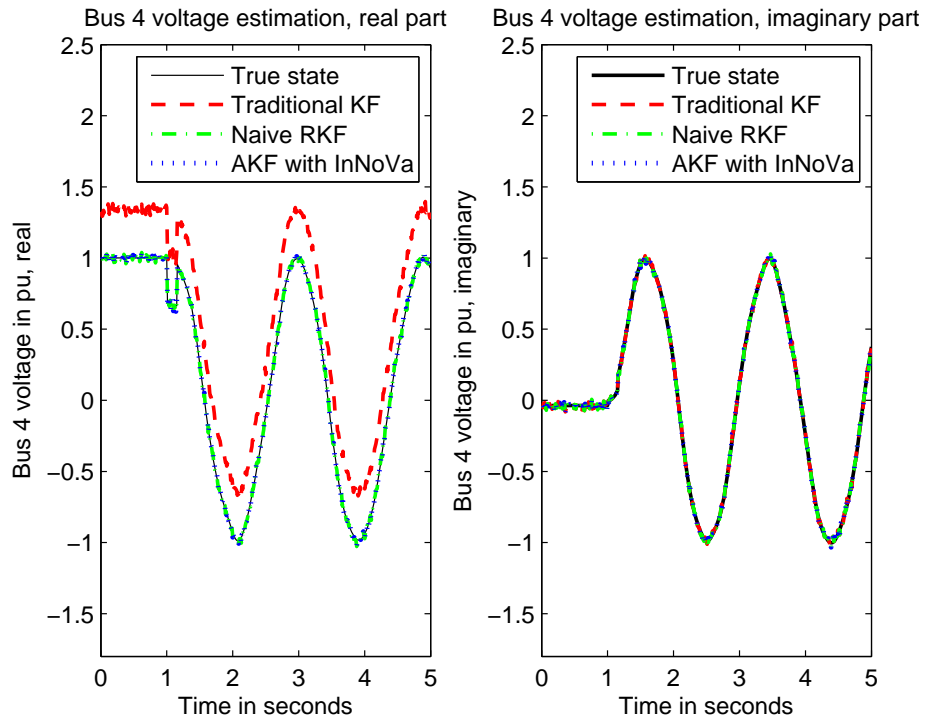 Bus 4 voltage estimation, real part
2.5
2
1.5
1
0.5
0
−0.5
−1
−1.5
Bus 4 voltage in pu, real
True state
Traditional KF
Naive RKF
AKF with InNoVa
0 1 2 3 4 5
Time in seconds
Bus 4 voltage estimation, imaginary part
2.5
2
1.5
1
0.5
0
−0.5
−1
−1.5
Bus 4 voltage in pu, imaginary
True state
Traditional KF
Naive RKF
AKF with InNoVa
0 1 2 3 4 5
Time in seconds